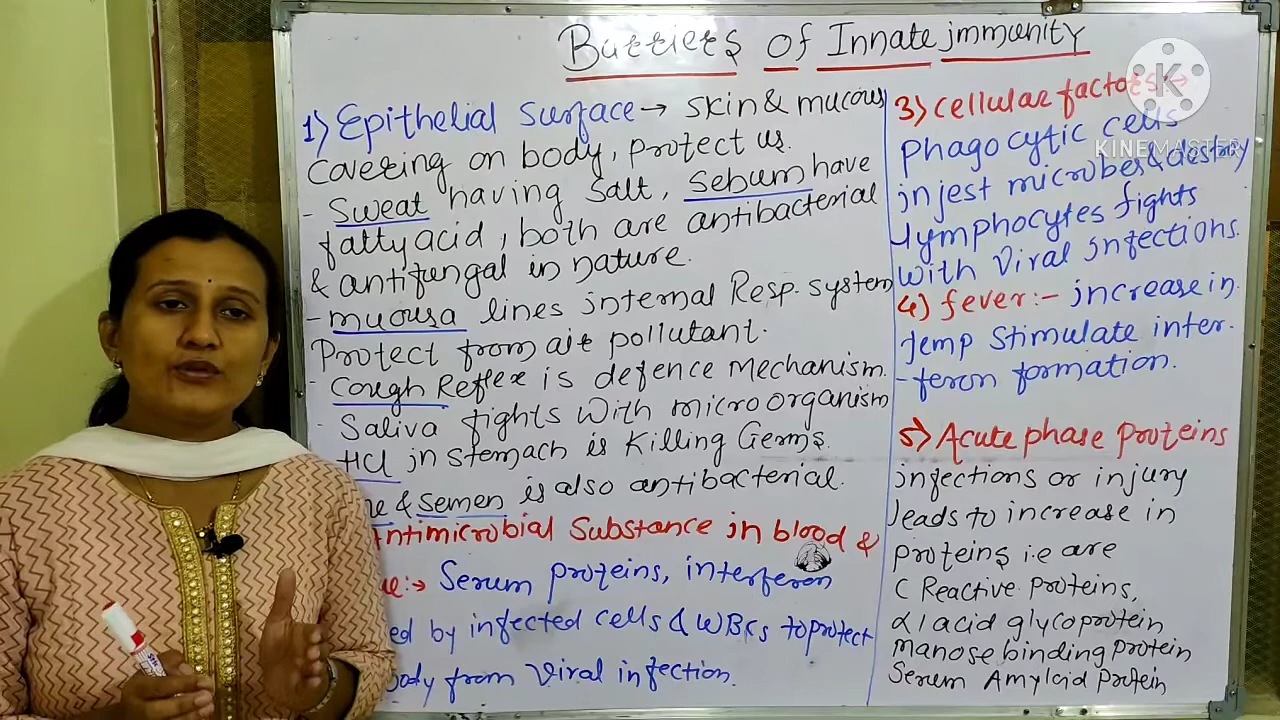 Barriers of Innate immunity
1) Epithelial surface → skin & mucous
covering on body, protect us.
- Sweat having salt, sebum have
fatty acid, both are antibacterial
& antifungal in nature.
- mucusa lines internal Resp. system
Protect from air pollutant.
- Cough Reflex is defence Mechanism.
- Saliva fights with microorganism
HCl in stemach is killing Germs.
& semen is also antibacterial.
ntimicrobial Substance in blood &
:→ Serum proteins, interferon
ed by infected cells & WBCs to protect
body from Viral infection.
3) cellular factors →
phagocytic cells
injest microbes & destroy
lymphocytes fights
with Viral infections.
4) fever:- increase in
temp stimulate inter.
- feron formation.
5) Acute phase proteins
infections or injury
leads to increase in
proteins i.e are
C Reactive proteins,
α1 acid glycoprotein
manose binding protein
Serum Amyloid Protein
K
KINEMASTER